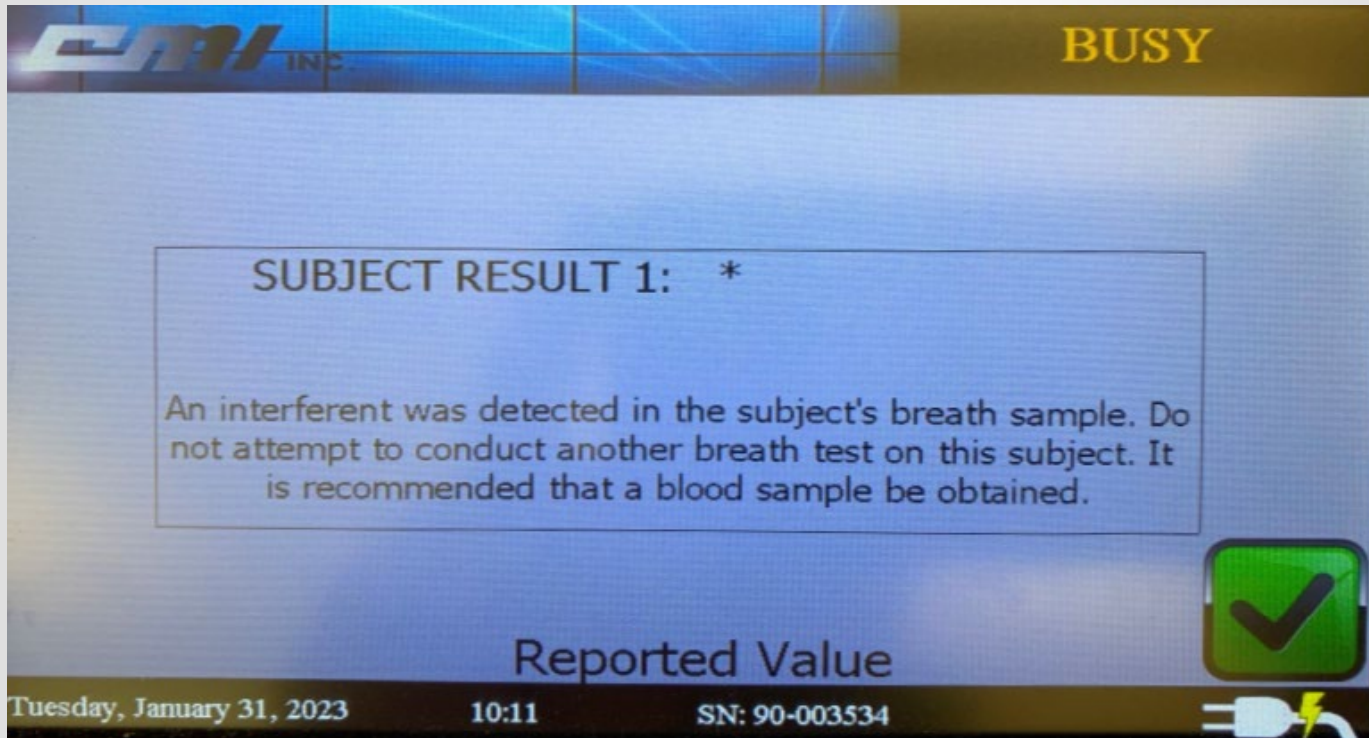 CMI INC.
BUSY
SUBJECT RESULT 1: *
An interferent was detected in the subject's breath sample. Do
not attempt to conduct another breath test on this subject. It
is recommended that a blood sample be obtained.
Reported Value
Tuesday, January 31, 2023 10:11 SN: 90-003534